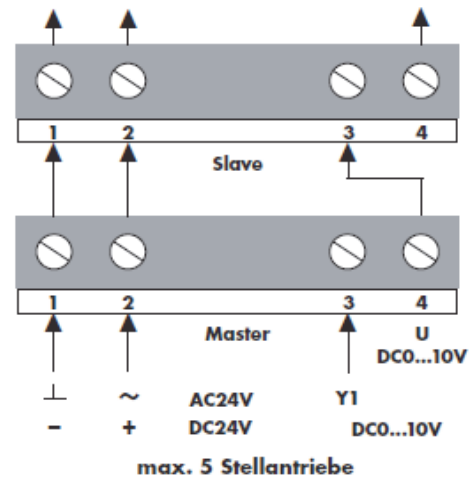 1 2 3 4
Slave
1 2 3 4
Master U
DC0...10V
⊥ ~ AC24V Y1
- + DC24V DC0...10V
max. 5 Stellantriebe